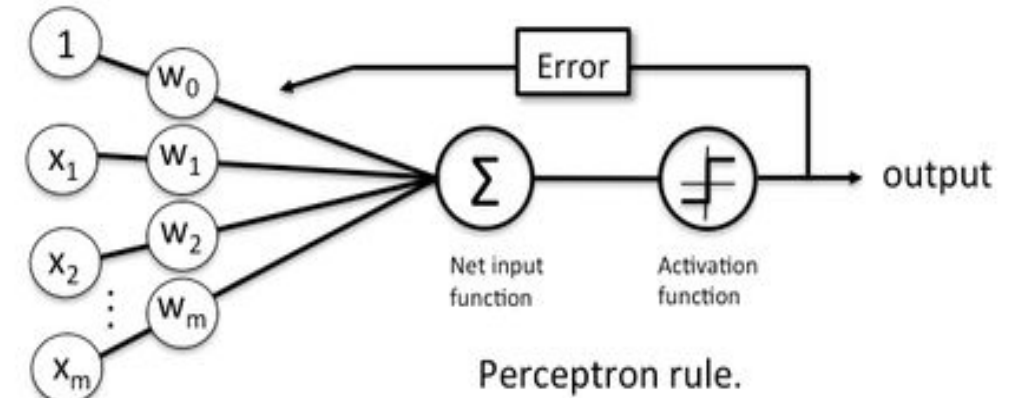 1
w0
Error
x1
w1
Σ
output
w2
x2
Net input
function
Activation
function
wm
xm
Perceptron rule.